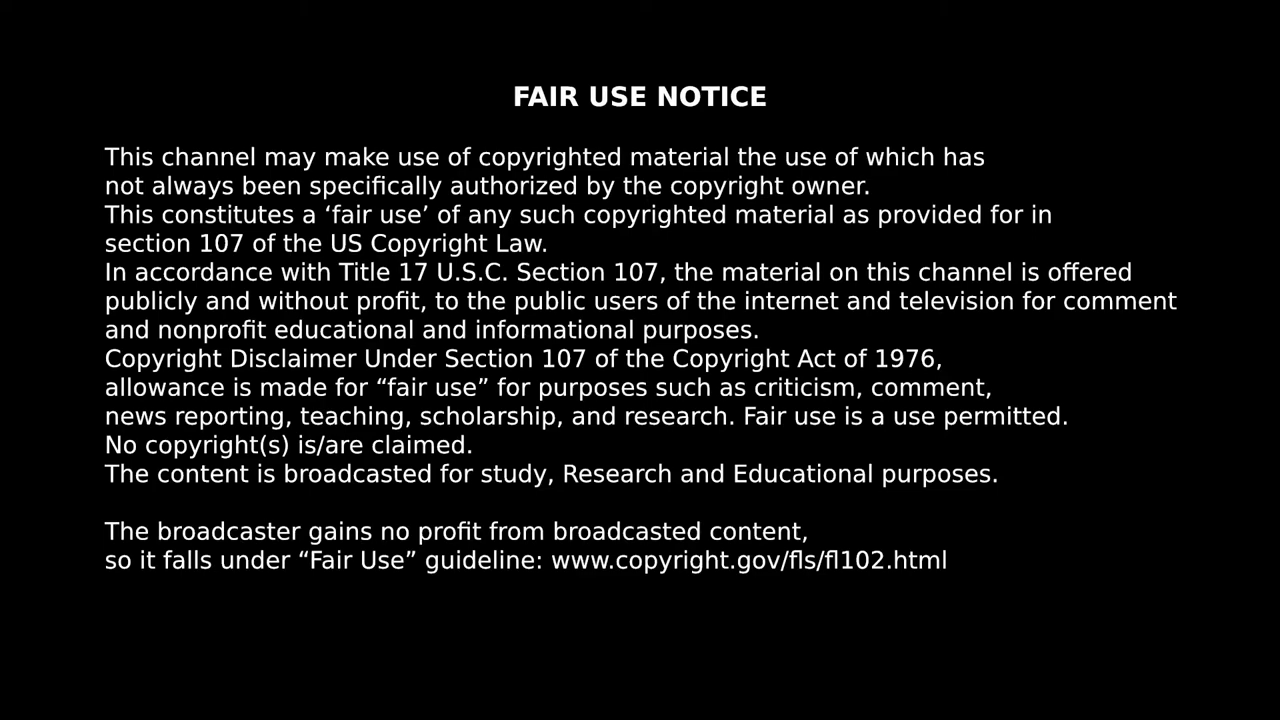 FAIR USE NOTICE
This channel may make use of copyrighted material the use of which has
not always been specifically authorized by the copyright owner.
This constitutes a ‘fair use’ of any such copyrighted material as provided for in
section 107 of the US Copyright Law.
In accordance with Title 17 U.S.C. Section 107, the material on this channel is offered
publicly and without profit, to the public users of the internet and television for comment
and nonprofit educational and informational purposes.
Copyright Disclaimer Under Section 107 of the Copyright Act of 1976,
allowance is made for “fair use” for purposes such as criticism, comment,
news reporting, teaching, scholarship, and research. Fair use is a use permitted.
No copyright(s) is/are claimed.
The content is broadcasted for study, Research and Educational purposes.
The broadcaster gains no profit from broadcasted content,
so it falls under “Fair Use” guideline: www.copyright.gov/fls/fl102.html